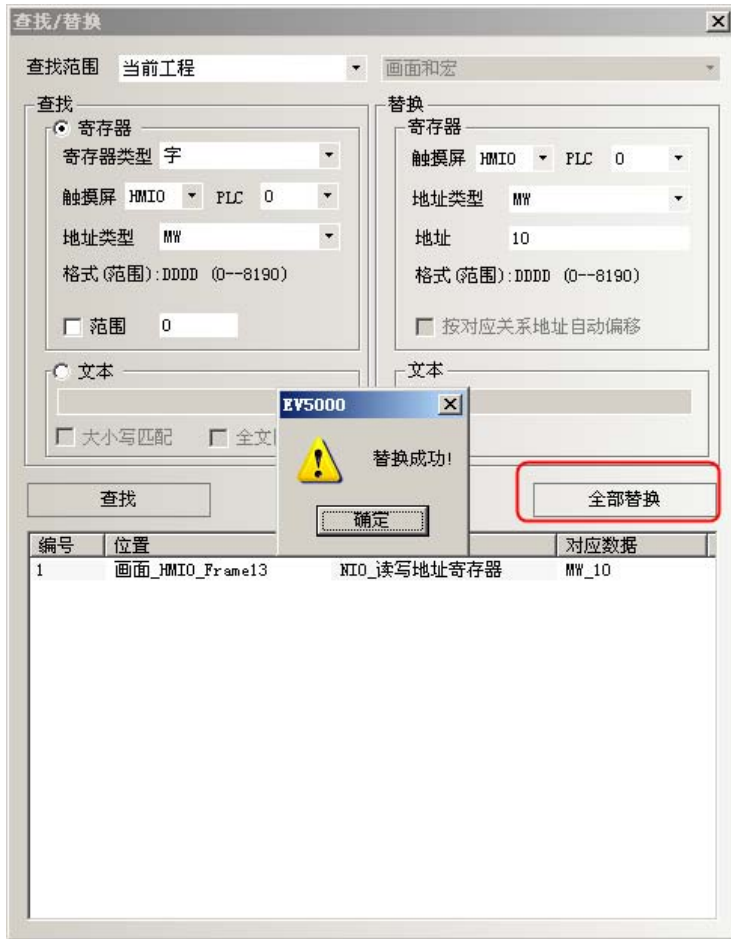 查找/替换
查找范围 当前工程 画面和宏
查找
寄存器
寄存器类型 字
触摸屏 HMI0 PLC 0
地址类型 MW
格式(范围):DDDD (0--8190)
范围 0
文本
大小写匹配 全文
替换
寄存器
触摸屏 HMI0 PLC 0
地址类型 MW
地址 10
格式(范围):DDDD (0--8190)
按对应关系地址自动偏移
文本
EV5000
替换成功!
确定
查找 全部替换
编号 位置 对应数据
1 画面_HMI0_Frame13 NIO_读写地址寄存器 MW_10